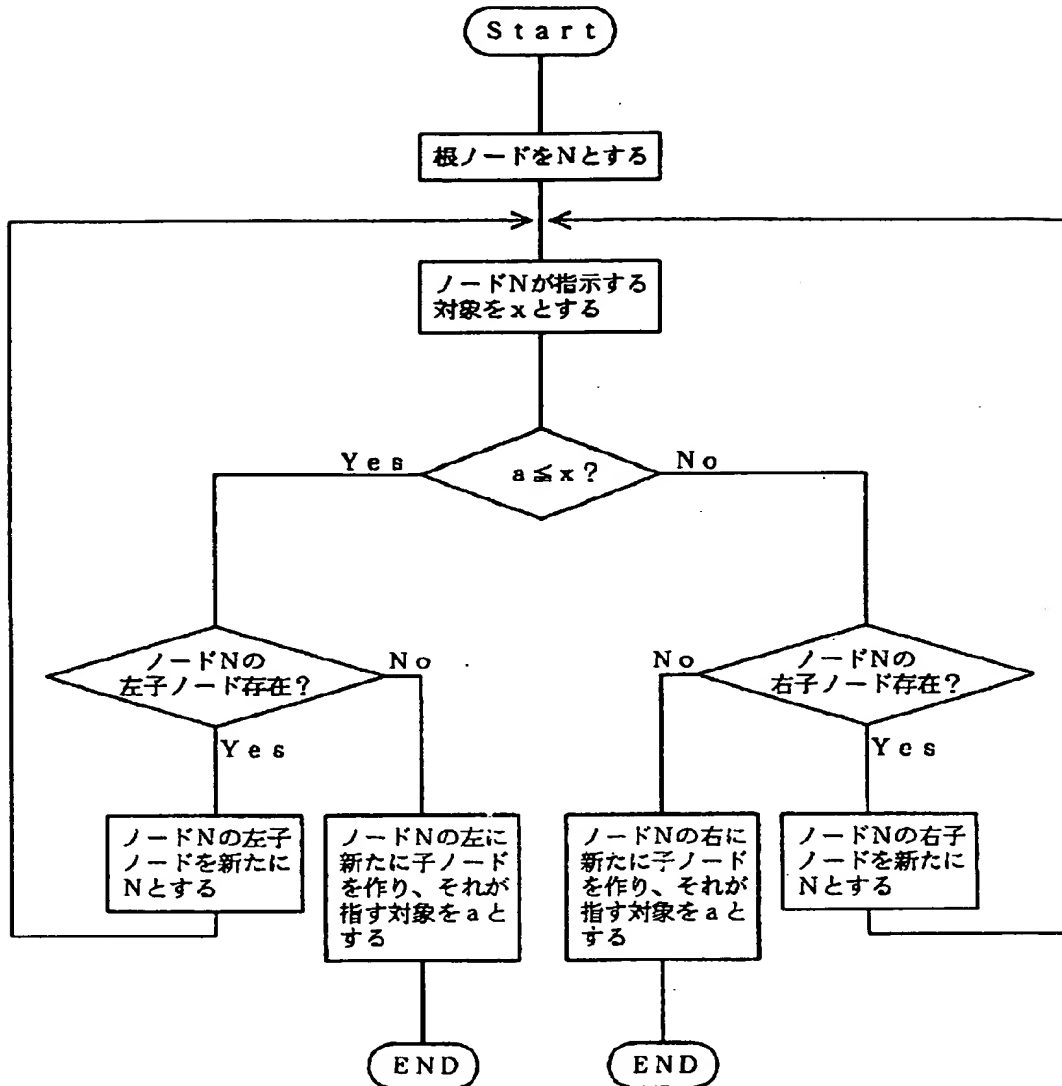 Start
根ノードをNとする
ノードNが指示する
対象をxとする
Yes
a≦x?
No
ノードNの
左子ノード存在?
No
Yes
No
ノードNの
右子ノード存在?
Yes
ノードNの左子
ノードを新たに
Nとする
ノードNの左に
新たに子ノード
を作り、それが
指す対象をaと
する
ノードNの右に
新たに子ノード
を作り、それが
指す対象をaと
する
ノードNの右子
ノードを新たに
Nとする
END
END